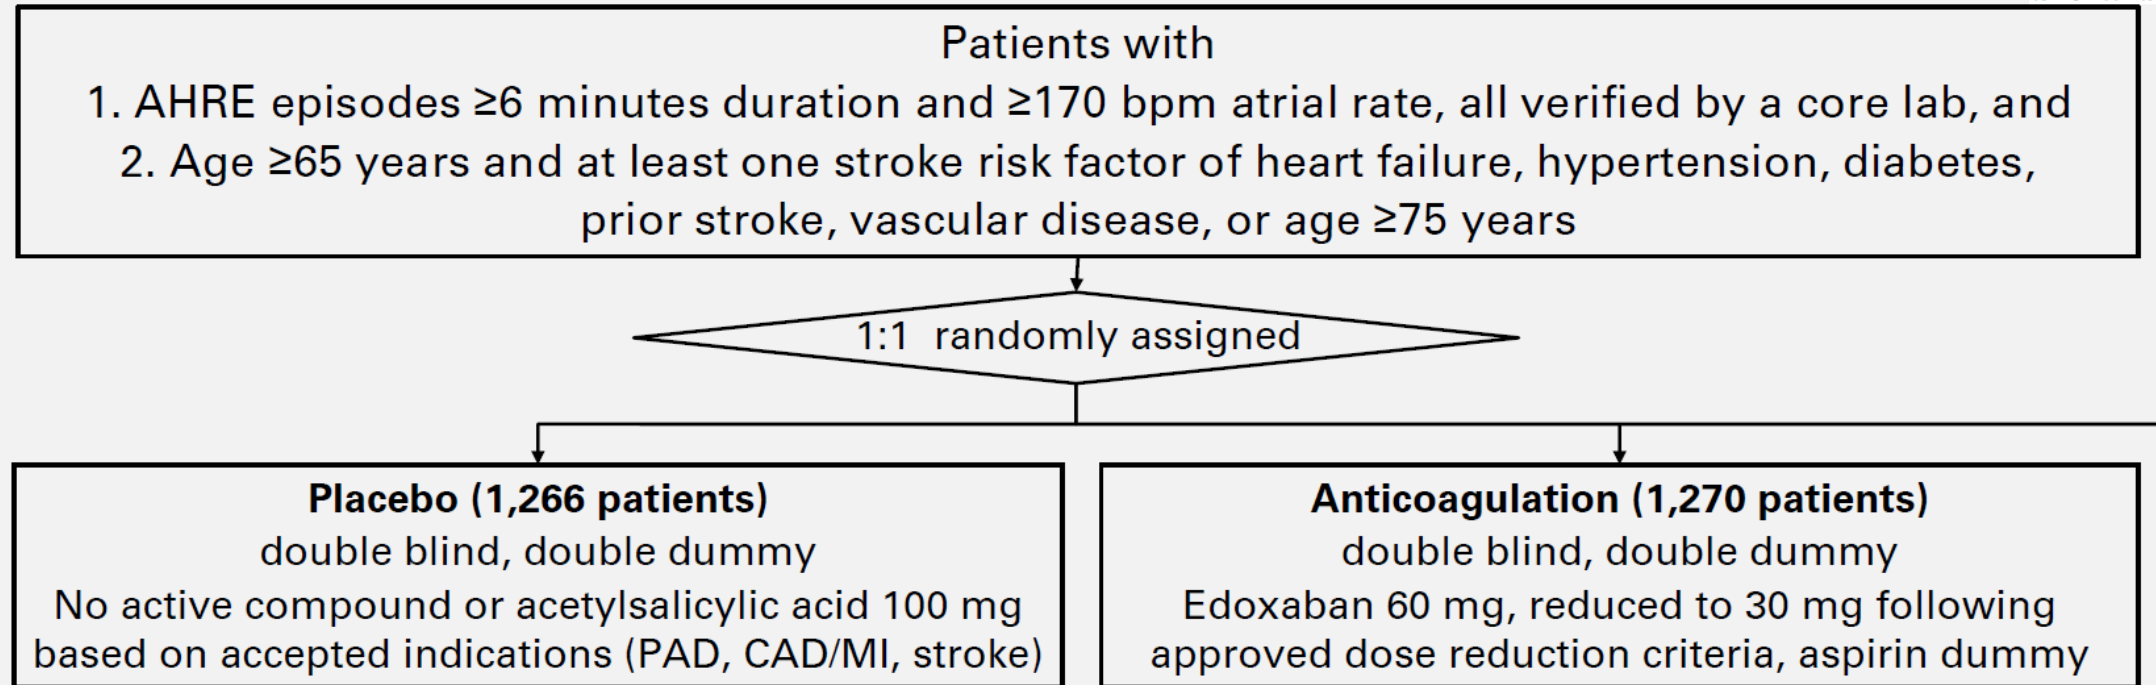 Patients with
1. AHRE episodes ≥6 minutes duration and ≥170 bpm atrial rate, all verified by a core lab, and
2. Age ≥65 years and at least one stroke risk factor of heart failure, hypertension, diabetes,
prior stroke, vascular disease, or age ≥75 years
1:1 randomly assigned
Placebo (1,266 patients)
double blind, double dummy
No active compound or acetylsalicylic acid 100 mg
based on accepted indications (PAD, CAD/MI, stroke)
Anticoagulation (1,270 patients)
double blind, double dummy
Edoxaban 60 mg, reduced to 30 mg following
approved dose reduction criteria, aspirin dummy